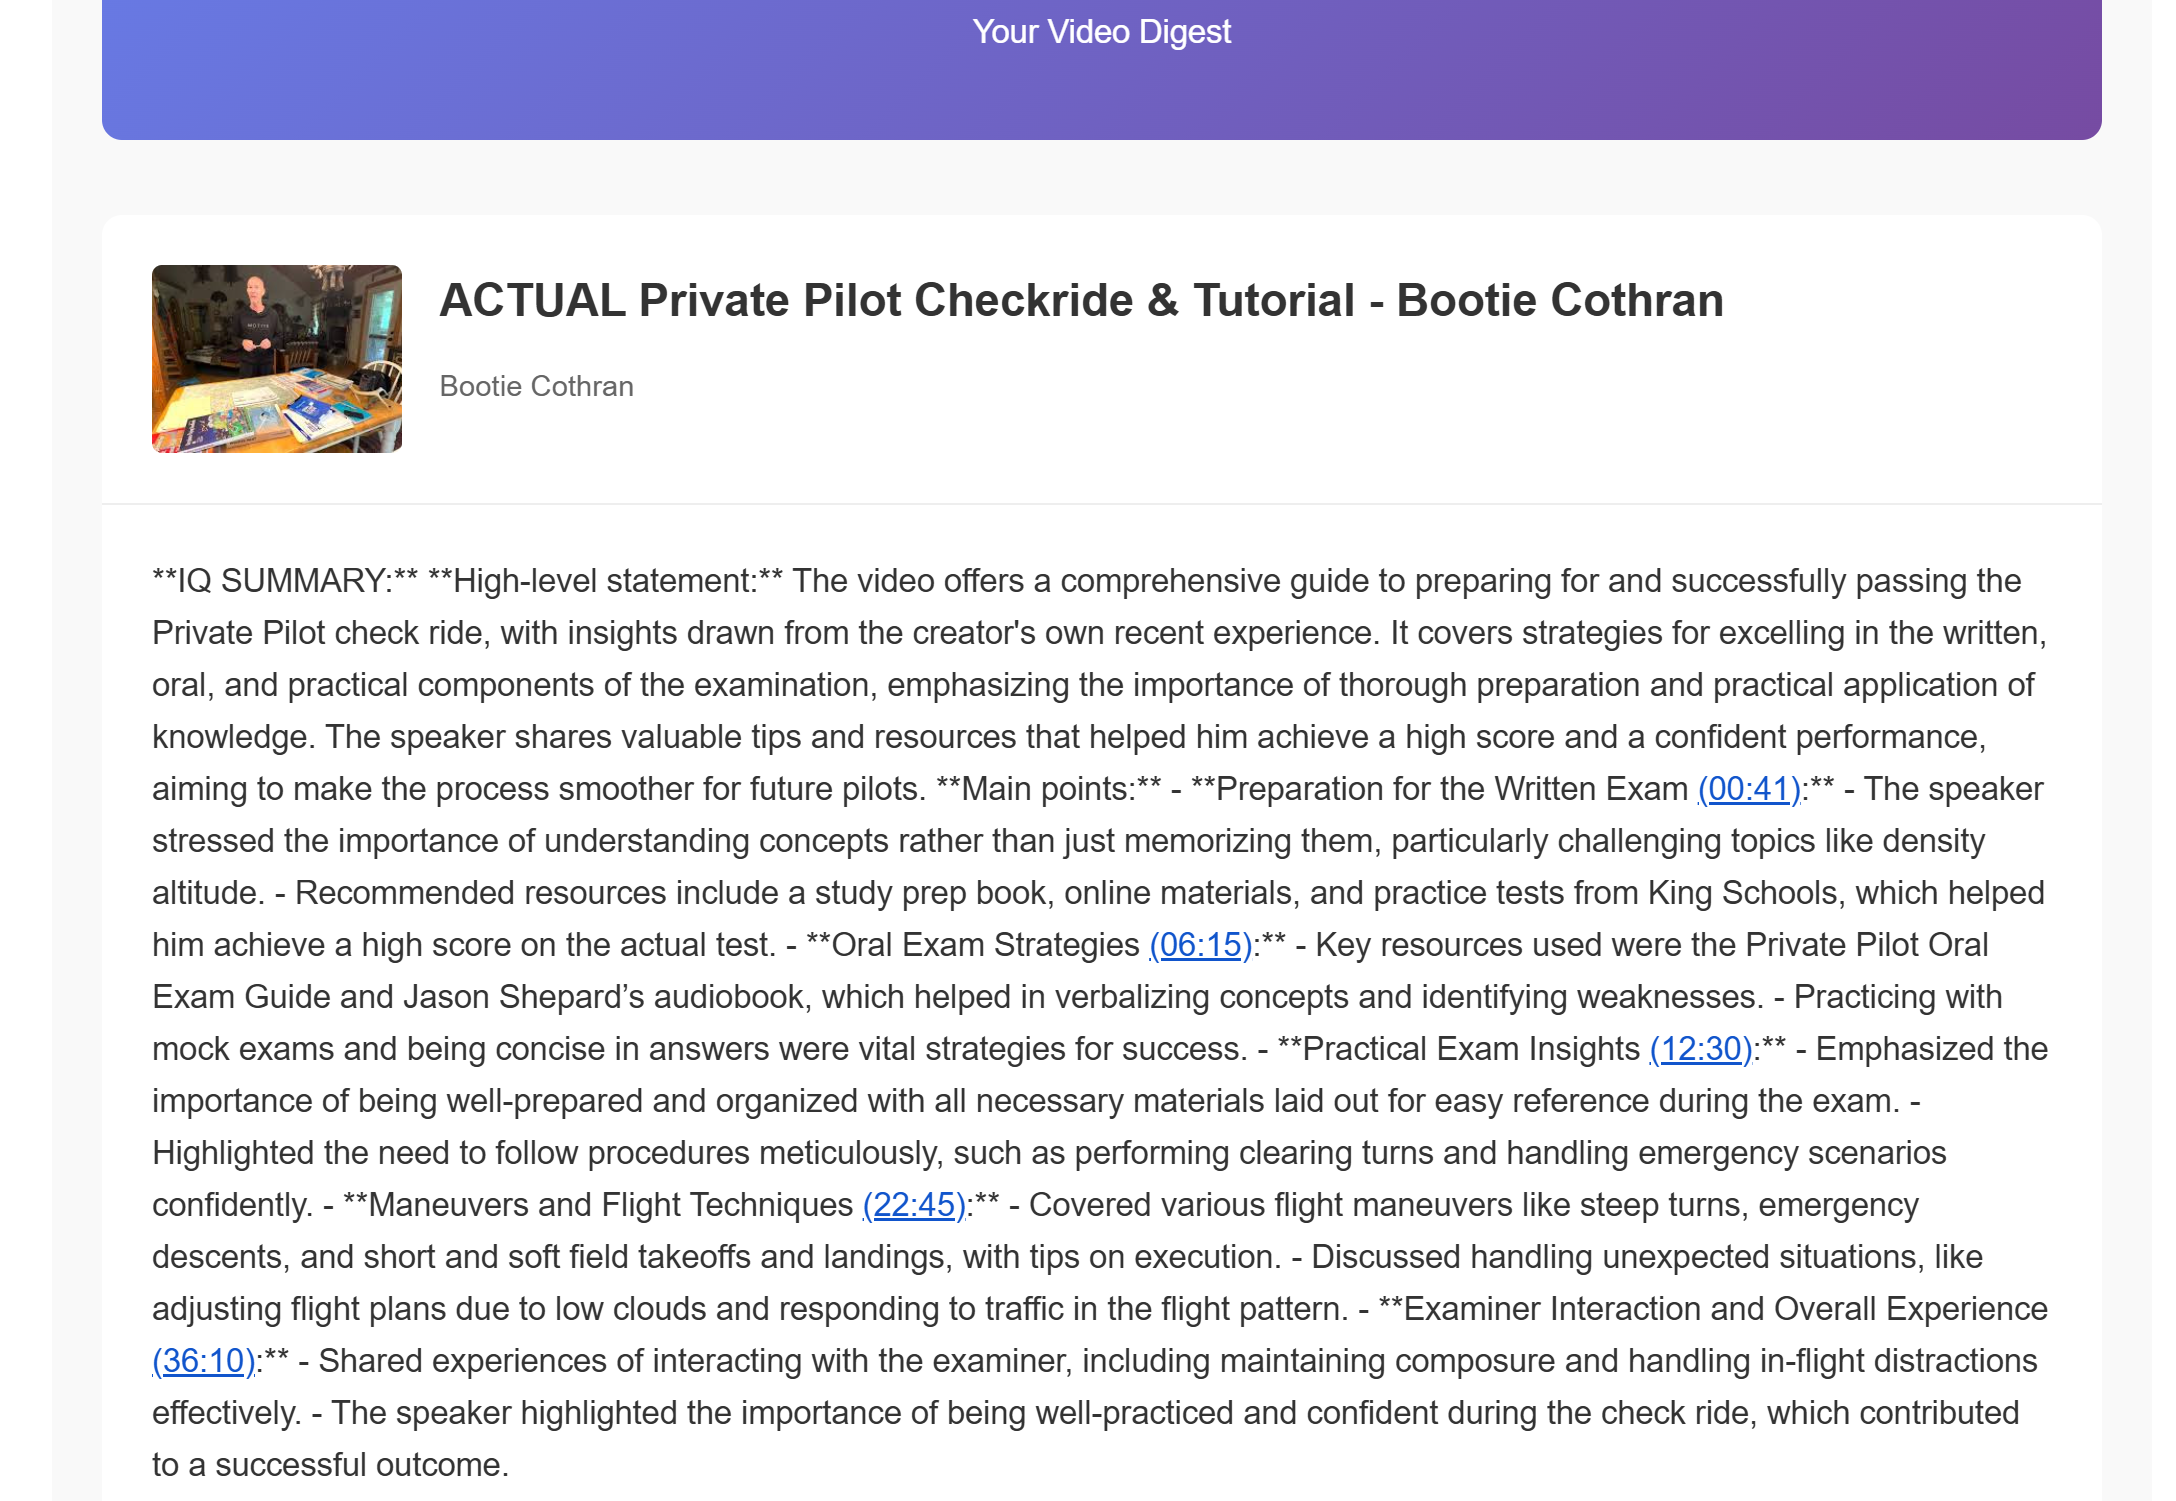 Your Video Digest
ACTUAL Private Pilot Checkride & Tutorial - Bootie Cothran
Bootie Cothran
**IQ SUMMARY:** **High-level statement:** The video offers a comprehensive guide to preparing for and successfully passing the
Private Pilot check ride, with insights drawn from the creator's own recent experience. It covers strategies for excelling in the written,
oral, and practical components of the examination, emphasizing the importance of thorough preparation and practical application of
knowledge. The speaker shares valuable tips and resources that helped him achieve a high score and a confident performance,
aiming to make the process smoother for future pilots. **Main points:** - **Preparation for the Written Exam (00:41):** - The speaker
stressed the importance of understanding concepts rather than just memorizing them, particularly challenging topics like density
altitude. - Recommended resources include a study prep book, online materials, and practice tests from King Schools, which helped
him achieve a high score on the actual test. - **Oral Exam Strategies (06:15):** - Key resources used were the Private Pilot Oral
Exam Guide and Jason Shepard’s audiobook, which helped in verbalizing concepts and identifying weaknesses. - Practicing with
mock exams and being concise in answers were vital strategies for success. - **Practical Exam Insights (12:30):** - Emphasized the
importance of being well-prepared and organized with all necessary materials laid out for easy reference during the exam. -
Highlighted the need to follow procedures meticulously, such as performing clearing turns and handling emergency scenarios
confidently. - **Maneuvers and Flight Techniques (22:45):** - Covered various flight maneuvers like steep turns, emergency
descents, and short and soft field takeoffs and landings, with tips on execution. - Discussed handling unexpected situations, like
adjusting flight plans due to low clouds and responding to traffic in the flight pattern. - **Examiner Interaction and Overall Experience
(36:10):** - Shared experiences of interacting with the examiner, including maintaining composure and handling in-flight distractions
effectively. - The speaker highlighted the importance of being well-practiced and confident during the check ride, which contributed
to a successful outcome.